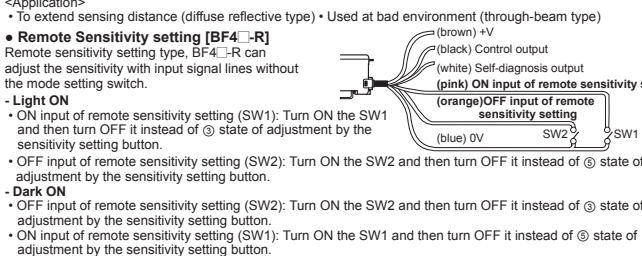 <Application>
• To extend sensing distance (diffuse reflective type) • Used at bad environment (through-beam type)
● Remote Sensitivity setting [BF4□-R]
Remote sensitivity setting type, BF4□-R can
adjust the sensitivity with input signal lines without
the mode setting switch.
(brown) +V
(black) Control output
(white) Self-diagnosis output
(pink) ON input of remote sensitivity s
(orange)OFF input of remote
sensitivity setting
(blue) 0V
SW2
SW1
- Light ON
• ON input of remote sensitivity setting (SW1): Turn ON the SW1
and then turn OFF it instead of ③ state of adjustment by the
sensitivity setting button.
• OFF input of remote sensitivity setting (SW2): Turn ON the SW2 and then turn OFF it instead of ⑤ state of
adjustment by the sensitivity setting button.
- Dark ON
• OFF input of remote sensitivity setting (SW2): Turn ON the SW2 and then turn OFF it instead of ③ state of
adjustment by the sensitivity setting button.
• ON input of remote sensitivity setting (SW1): Turn ON the SW1 and then turn OFF it instead of ⑤ state of
adjustment by the sensitivity setting button.